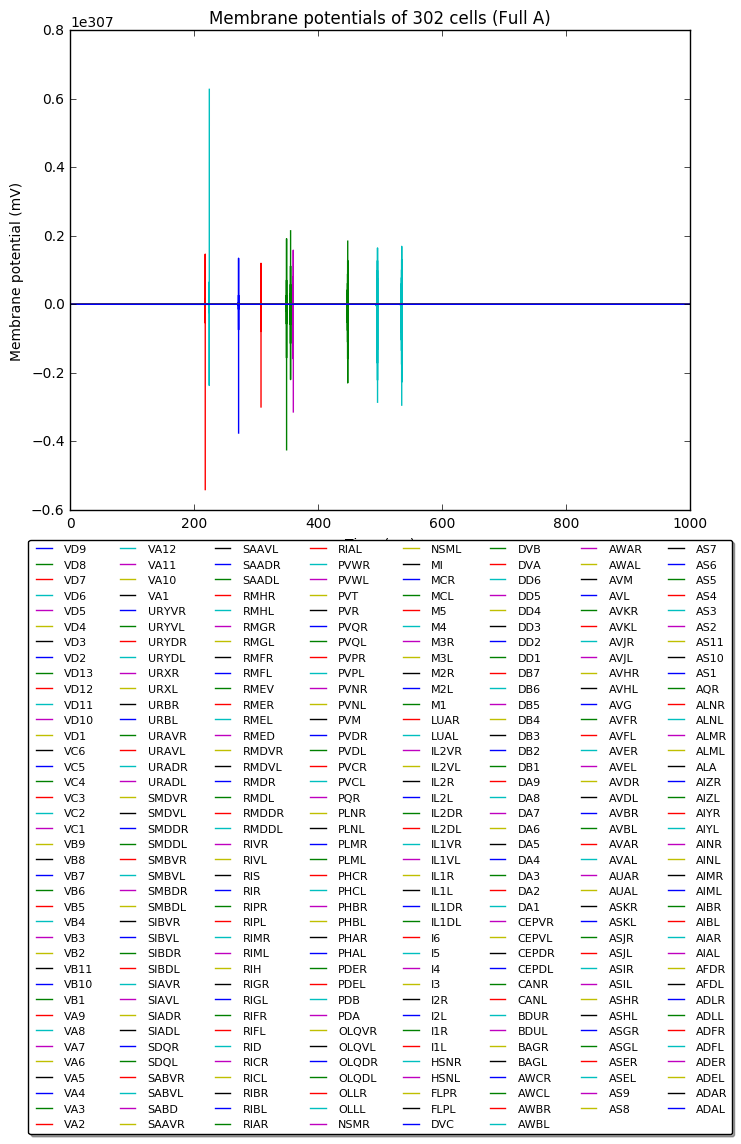 Membrane potentials of 302 cells (Full A)
1e307
0.8
0.6
0.4
0.2
0.0
−0.2
−0.4
−0.6
Membrane potential (mV)
0 200 400 600 800 1000
VD9 VA12 SAAVL RIAL NSML DVB AWAR AS7
VD8 VA11 SAADR PVWR MI DVA AWAL AS6
VD7 VA10 SAADL PVWL MCR DD6 AVM AS5
VD6 VA1 RMHR PVT MCL DD5 AVL AS4
VD5 URYVR RMHL PVR M5 DD4 AVKR AS3
VD4 URYVL RMGR PVQR M4 DD3 AVKL AS2
VD3 URYDR RMGL PVQL M3R DD2 AVJR AS11
VD2 URYDL RMFR PVPR M3L DD1 AVJL AS10
VD13 URXR RMFL PVPL M2R DB7 AVHR AS1
VD12 URXL RMEV PVNR M2L DB6 AVHL AQR
VD11 URBR RMER PVNL M1 DB5 AVG ALNR
VD10 URBL RMEL PVM LUAR DB4 AVFR ALNL
VD1 URAVR RMED PVDR LUAL DB3 AVFL ALMR
VC6 URAVL RMDVR PVDL IL2VR DB2 AVER ALML
VC5 URADR RMDVL PVCR IL2VL DB1 AVEL ALA
VC4 URADL RMDR PVCL IL2R DA9 AVDR AIZR
VC3 SMDVR RMDL PQR IL2L DA8 AVDL AIZL
VC2 SMDVL RMDDR PLNR IL2DR DA7 AVBR AIYR
VC1 SMDDR RMDDL PLNL IL2DL DA6 AVBL AIYL
VB9 SMDDL RIVR PLMR IL1VR DA5 AVAR AINR
VB8 SMBVR RIVL PLML IL1VL DA4 AVAL AINL
VB7 SMBVL RIS PHCR IL1R DA3 AUAR AIMR
VB6 SMBDR RIR PHCL IL1L DA2 AUAL AIML
VB5 SMBDL RIPR PHBR IL1DR DA1 ASKR AIBR
VB4 SIBVR RIPL PHBL IL1DL CEPVR ASKL AIBL
VB3 SIBVL RIMR PHAR I6 CEPVL ASJR AIAR
VB2 SIBDR RIML PHAL I5 CEPDR ASJL AIAL
VB11 SIBDL RIH PDER I4 CEPDL ASIR AFDR
VB10 SIAVR RIGR PDEL I3 CANR ASIL AFDL
VB1 SIAVL RIGL PDB I2R CANL ASHR ADLR
VA9 SIADR RIFR PDA I2L BDUR ASHL ADLL
VA8 SIADL RIFL OLQVR I1R BDUL ASGR ADFR
VA7 SDQR RID OLQVL I1L BAGR ASGL ADFL
VA6 SDQL RICR OLQDR HSNR BAGL ASER ADER
VA5 SABVR RICL OLQDL HSNL AWCR ASEL ADEL
VA4 SABVL RIBR OLLR FLPR AWCL AS9 ADAR
VA3 SABD RIBL OLLL FLPL AWBR AS8 ADAL
VA2 SAAVR RIAR NSMR DVC AWBL